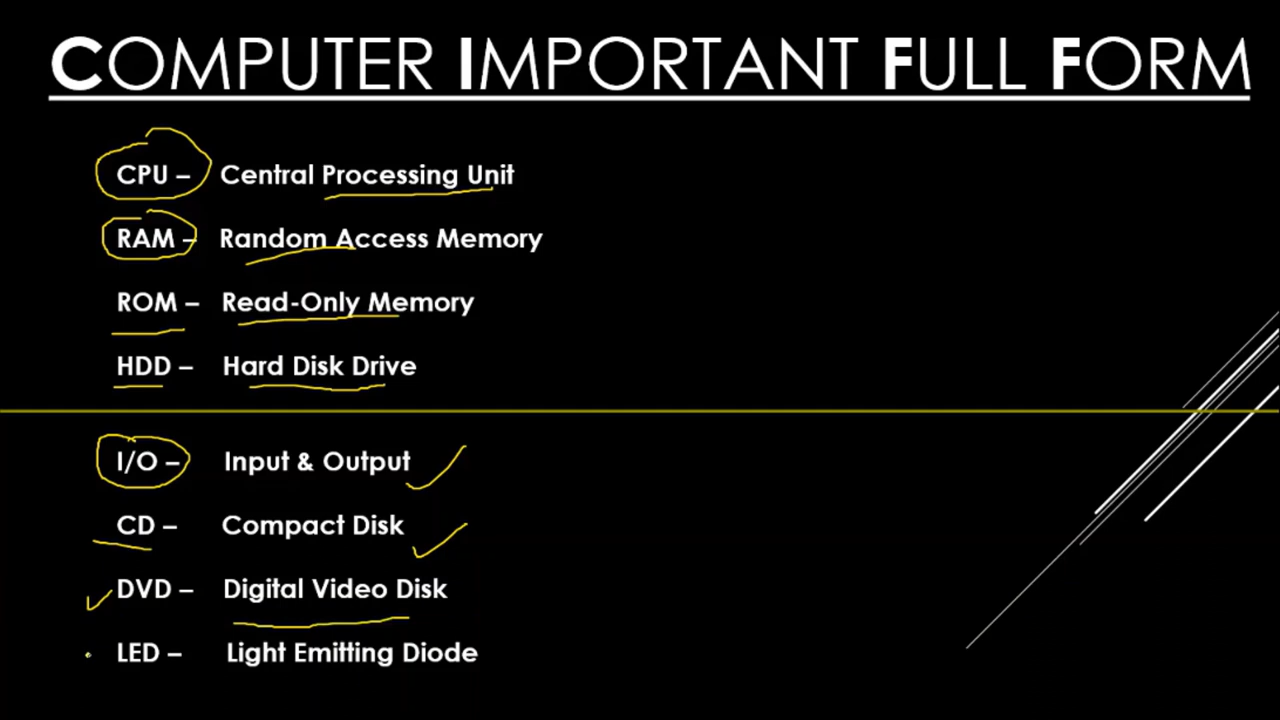 COMPUTER IMPORTANT FULL FORM
CPU – Central Processing Unit
RAM – Random Access Memory
ROM – Read-Only Memory
HDD – Hard Disk Drive
I/O – Input & Output
CD – Compact Disk
DVD – Digital Video Disk
LED – Light Emitting Diode